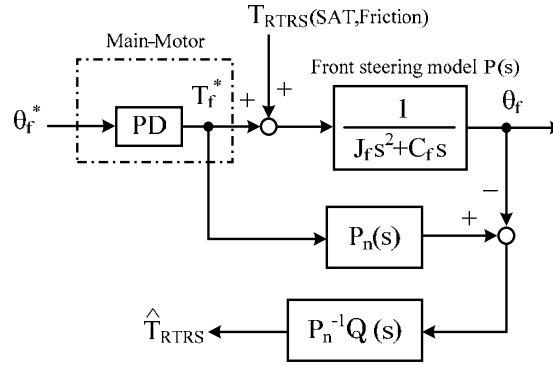 T_RTRS(SAT,Friction)
Main-Motor
Front steering model P(s)
θ_f^* PD T_f^* + + 1 / J_f s^2+C_f s θ_f
−
P_n(s) +
T̂_RTRS P_n^{-1}Q (s)